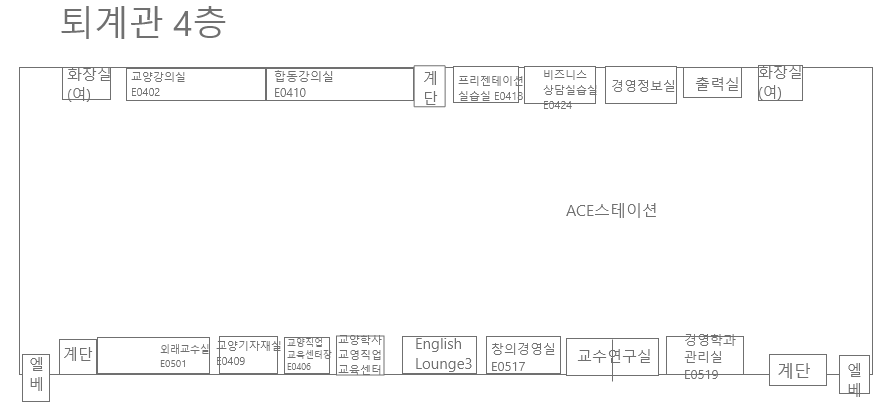 퇴계관 4층
화장실
(여)
교양강의실
E0402
합동강의실
E0410
계
단
프리젠테이션
실습실 E0413
비즈니스
상담실습실
E0424
경영정보실
출력실
화장실
(여)
ACE스테이션
엘
베
계단
외래교수실
E0501
교양기자재실
E0409
교양직업
교육센터장
E0406
교양학사
교영직업
교육센터
English
Lounge3
창의경영실
E0517
교수연구실
경영학과
관리실
E0519
계단
엘
베